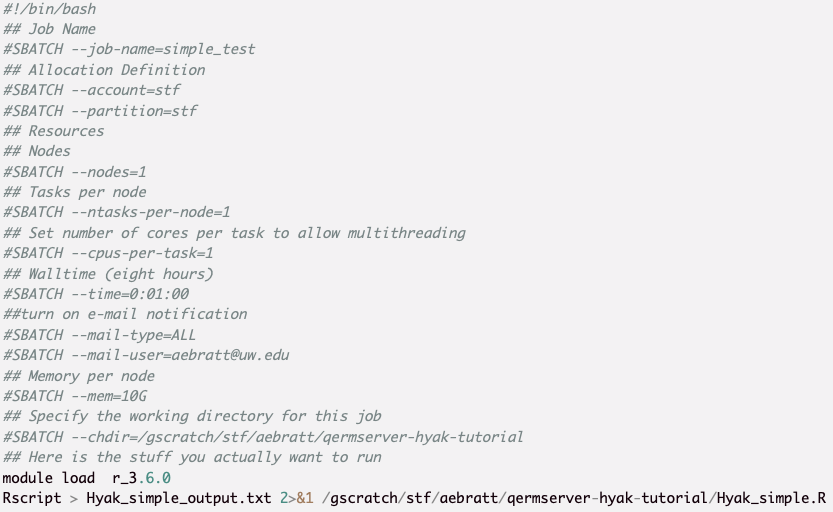 #!/bin/bash
## Job Name
#SBATCH --job-name=simple_test
## Allocation Definition
#SBATCH --account=stf
#SBATCH --partition=stf
## Resources
## Nodes
#SBATCH --nodes=1
## Tasks per node
#SBATCH --ntasks-per-node=1
## Set number of cores per task to allow multithreading
#SBATCH --cpus-per-task=1
## Walltime (eight hours)
#SBATCH --time=0:01:00
##turn on e-mail notification
#SBATCH --mail-type=ALL
#SBATCH --mail-user=aebratt@uw.edu
## Memory per node
#SBATCH --mem=10G
## Specify the working directory for this job
#SBATCH --chdir=/gscratch/stf/aebratt/qermserver-hyak-tutorial
## Here is the stuff you actually want to run
module load  r_3.6.0
Rscript > Hyak_simple_output.txt 2>&1 /gscratch/stf/aebratt/qermserver-hyak-tutorial/Hyak_simple.R